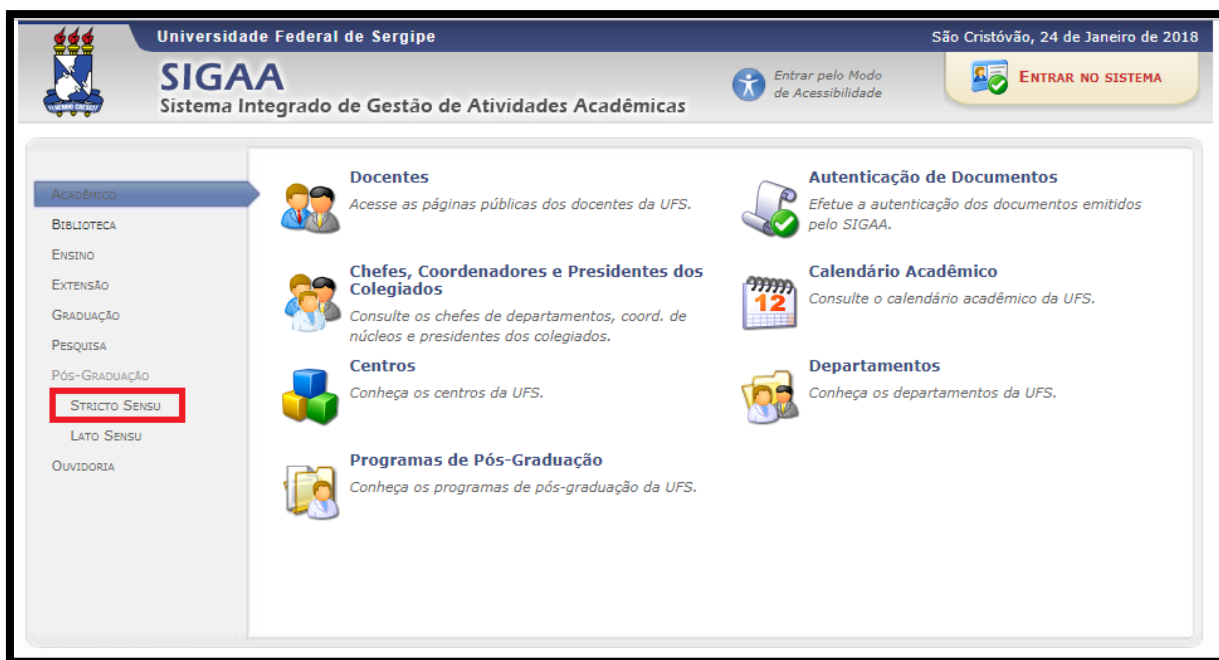 Universidade Federal de Sergipe
São Cristóvão, 24 de Janeiro de 2018
SIGAA
Sistema Integrado de Gestão de Atividades Acadêmicas
Entrar pelo Modo
de Acessibilidade
ENTRAR NO SISTEMA
ACADÊMICO
BIBLIOTECA
ENSINO
EXTENSÃO
GRADUAÇÃO
PESQUISA
PÓS-GRADUAÇÃO
STRICTO SENSU
LATO SENSU
OUVIDORIA
Docentes
Acesse as páginas públicas dos docentes da UFS.
Autenticação de Documentos
Efetue a autenticação dos documentos emitidos
pelo SIGAA.
Chefes, Coordenadores e Presidentes dos
Colegiados
Consulte os chefes de departamentos, coord. de
núcleos e presidentes dos colegiados.
12
Calendário Acadêmico
Consulte o calendário acadêmico da UFS.
Centros
Conheça os centros da UFS.
Departamentos
Conheça os departamentos da UFS.
Programas de Pós-Graduação
Conheça os programas de pós-graduação da UFS.